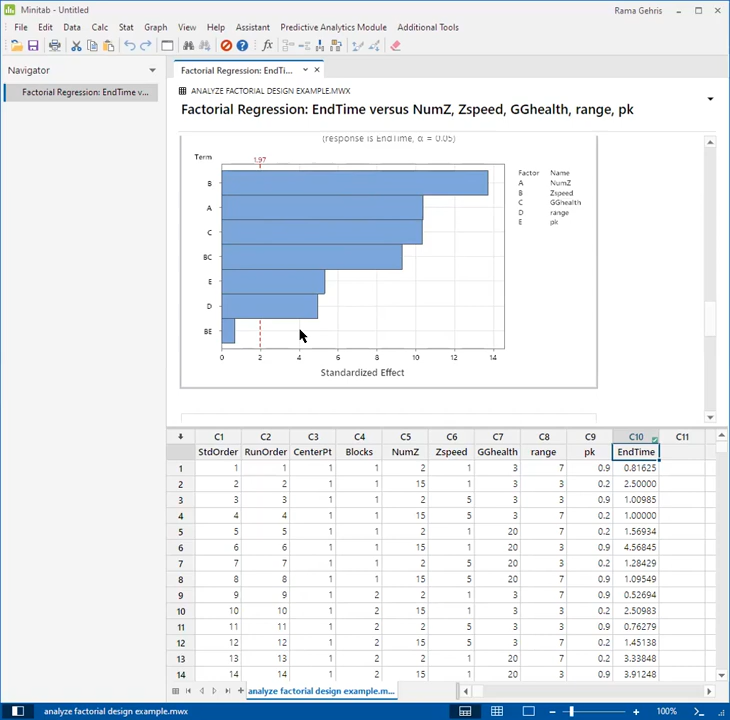 Minitab - Untitled
Rama Gehris
File Edit Data Calc Stat Graph View Help Assistant Predictive Analytics Module Additional Tools
Navigator
Factorial Regression: EndTi...
Factorial Regression: EndTime v...
ANALYZE FACTORIAL DESIGN EXAMPLE.MWX
Factorial Regression: EndTime versus NumZ, Zspeed, GGhealth, range, pk
(response is EndTime, α = 0.05)
Term
1.97
B
A
C
BC
E
D
BE
0 2 4 6 8 10 12 14
Standardized Effect
Factor Name
A NumZ
B Zspeed
C GGhealth
D range
E pk
C1 C2 C3 C4 C5 C6 C7 C8 C9 C10 C11
StdOrder RunOrder CenterPt Blocks NumZ Zspeed GGhealth range pk EndTime
1 1 1 1 1 2 1 3 7 0.9 0.81625
2 2 2 1 1 15 1 3 3 0.2 2.50000
3 3 3 1 1 2 5 3 3 0.9 1.00985
4 4 4 1 1 15 5 3 7 0.2 1.00000
5 5 5 1 1 2 1 20 7 0.2 1.56934
6 6 6 1 1 15 1 20 3 0.9 4.56845
7 7 7 1 1 2 5 20 3 0.2 1.28429
8 8 8 1 1 15 5 20 7 0.9 1.09549
9 9 9 1 2 2 1 3 7 0.9 0.52694
10 10 10 1 2 15 1 3 3 0.2 2.50983
11 11 11 1 2 2 5 3 3 0.9 0.76279
12 12 12 1 2 15 5 3 7 0.2 1.45138
13 13 13 1 2 2 1 20 7 0.2 3.33848
14 14 14 1 2 15 1 20 3 0.9 3.91248
analyze factorial design example.m...
analyze factorial design example.mwx
100%